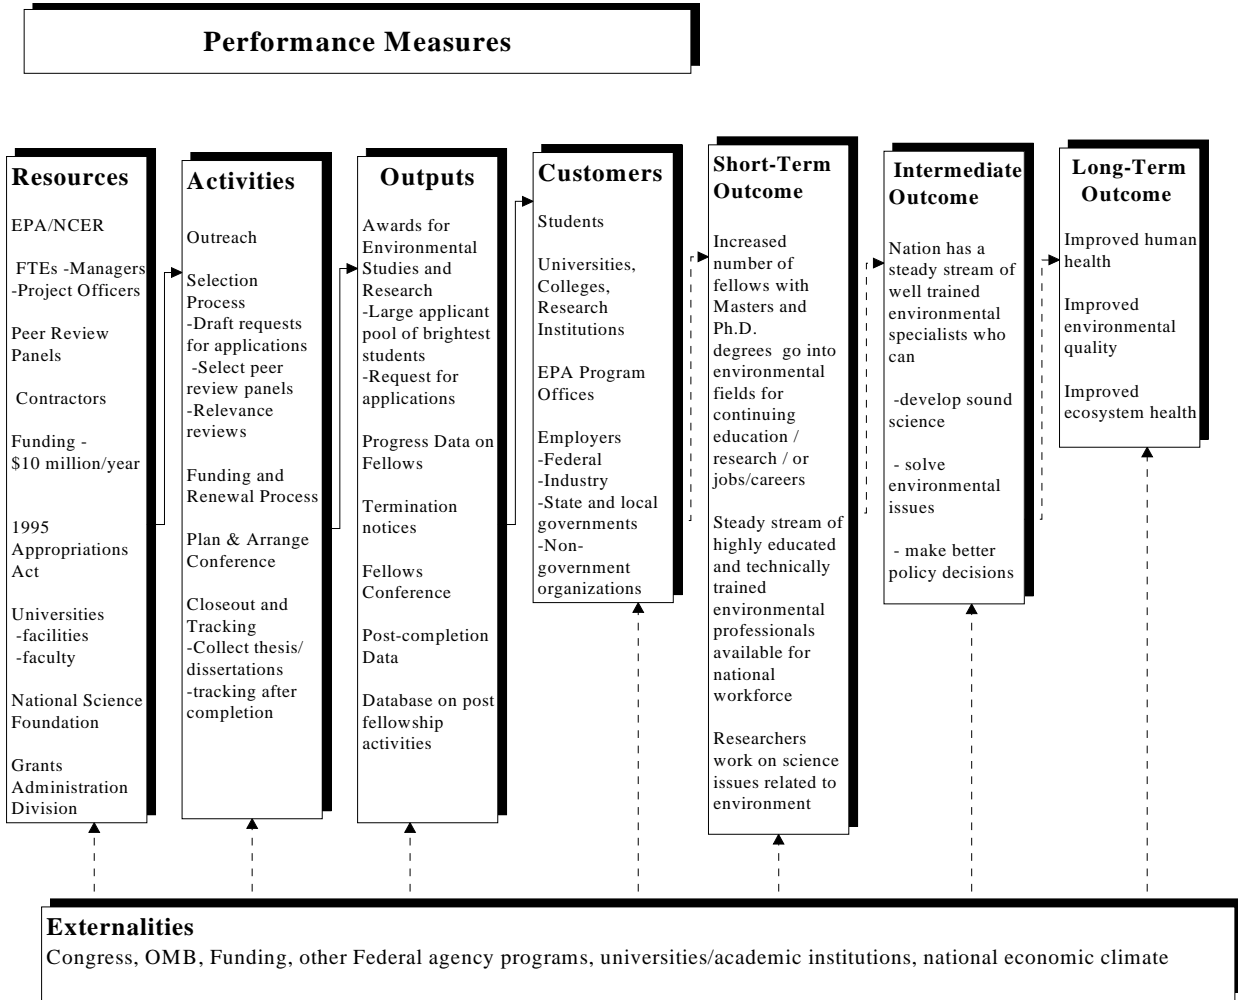 Performance Measures
Resources
EPA/NCER
FTEs -Managers
-Project Officers
Peer Review
Panels
Contractors
Funding -
$10 million/year
1995
Appropriations
Act
Universities
-facilities
-faculty
National Science
Foundation
Grants
Administration
Division
Activities
Outreach
Selection
Process
-Draft requests
for applications
-Select peer
review panels
-Relevance
reviews
Funding and
Renewal Process
Plan & Arrange
Conference
Closeout and
Tracking
-Collect thesis/
dissertations
-tracking after
completion
Outputs
Awards for
Environmental
Studies and
Research
-Large applicant
pool of brightest
students
-Request for
applications
Progress Data on
Fellows
Termination
notices
Fellows
Conference
Post-completion
Data
Database on post
fellowship
activities
Customers
Students
Universities,
Colleges,
Research
Institutions
EPA Program
Offices
Employers
-Federal
-Industry
-State and local
governments
-Non-
government
organizations
Short-Term
Outcome
Increased
number of
fellows with
Masters and
Ph.D.
degrees go into
environmental
fields for
continuing
education /
research / or
jobs/careers
Steady stream of
highly educated
and technically
trained
environmental
professionals
available for
national
workforce
Researchers
work on science
issues related to
environment
Intermediate
Outcome
Nation has a
steady stream of
well trained
environmental
specialists who
can
-develop sound
science
- solve
environmental
issues
- make better
policy decisions
Long-Term
Outcome
Improved human
health
Improved
environmental
quality
Improved
ecosystem health
Externalities
Congress, OMB, Funding, other Federal agency programs, universities/academic institutions, national economic climate